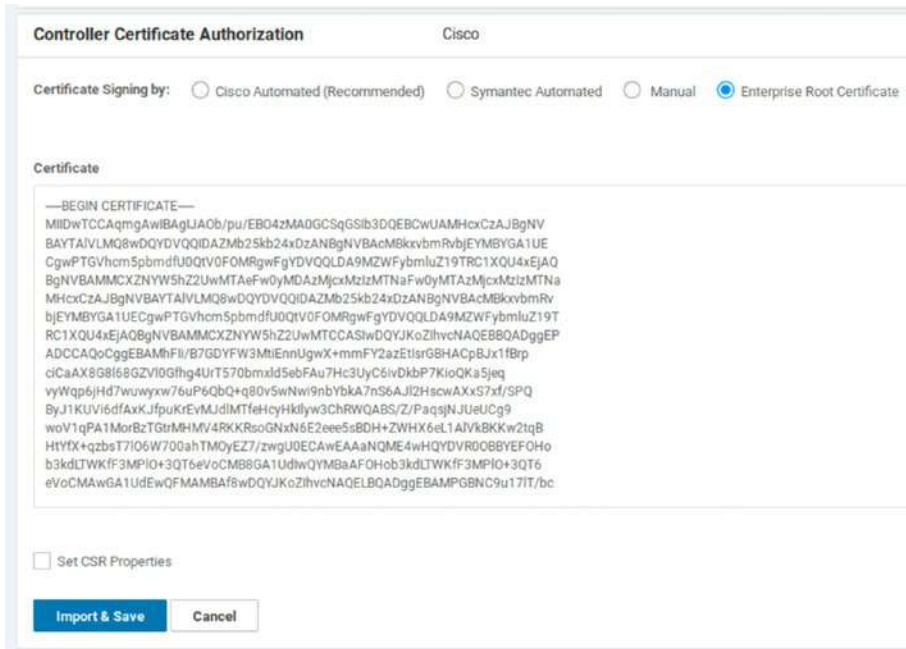 Controller Certificate Authorization Cisco
Certificate Signing by: Cisco Automated (Recommended) Symantec Automated Manual Enterprise Root Certificate
Certificate
-----BEGIN CERTIFICATE-----
MIIDwTCCAqmgAwIBAgIJAOb/pu/EBO4zMA0GCSqGSIb3DQEBCwUAMHcxCzAJBgNV
BAYTAlVLMQ8wDQYDVQQIDAZMb25kb24xDzANBgNVBAcMBkxvbmRvbjEYMBYGA1UE
CgwPTGVhcm5pbmdfU0QtV0FOMRgwFgYDVQQLDA9MZWFybmluZ19TRC1XQU4xEjAQ
BgNVBAMMCXZNYW5hZ2UwMTAeFw0yMDAzMjcxMzIzMTNaFw0yMTAzMjcxMzIzMTNa
MHcxCzAJBgNVBAYTAlVLMQ8wDQYDVQQIDAZMb25kb24xDzANBgNVBAcMBkxvbmRv
bjEYMBYGA1UECgwPTGVhcm5pbmdfU0QtV0FOMRgwFgYDVQQLDA9MZWFybmluZ19T
RC1XQU4xEjAQBgNVBAMMCXZNYW5hZ2UwMTCCASIwDQYJKoZIhvcNAQEBBQADggEP
ADCCAQoCggEBAMhFIi/B7GDYFW3MtiEnnUgwX+mmFY2azEtIsrGBHACpBJx1fBrp
ciCaAX8G8l68GZVl0Gfhg4UrT570bmxld5ebFAu7Hc3UyC6ivDkbP7KioQKa5jeq
vyWqp6jHd7wuwyxw76uP6QbQ+q80v5wNwi9nbYbkA7nS6AJl2HscwAXxS7xf/SPQ
ByJ1KUVi6dfAxKJfpuKrEvMJdlMTfeHcyHkIlyw3ChRWQABS/Z/PaqsjNJUeUCg9
woV1qPA1MorBzTGtrMHMV4RKKRsoGNxN6E2eee5sBDH+ZWHX6eL1AlVkBKKw2tqB
HtYfX+qzbsT7lO6W700ahTMOyEZ7/zwgU0ECAwEAAaNQME4wHQYDVR0OBBYEFOHo
b3kdLTWKfF3MPlO+3QT6eVoCMB8GA1UdIwQYMBaAFOHob3kdLTWKfF3MPlO+3QT6
eVoCMAwGA1UdEwQFMAMBAf8wDQYJKoZIhvcNAQELBQADggEBAMPGBNC9u17lT/bc
Set CSR Properties
Import & Save Cancel